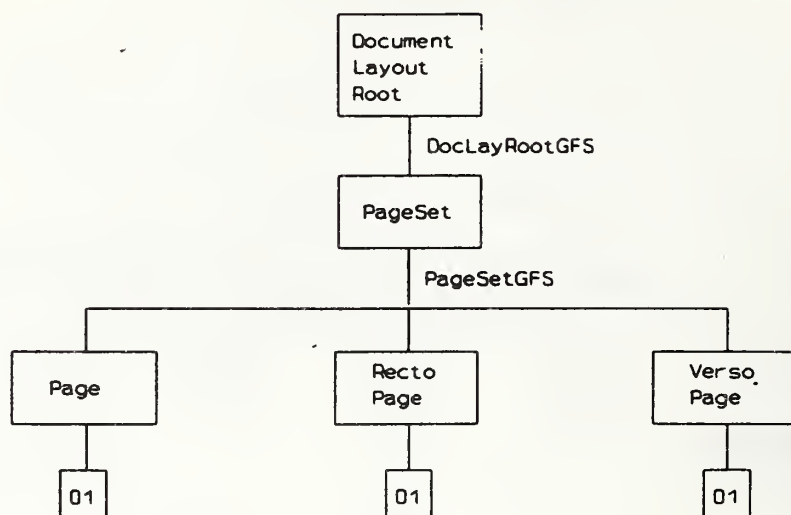 Document
Layout
Root
DocLayRootGFS
PageSet
PageSetGFS
Page
Recto
Page
Verso
Page
01
01
01